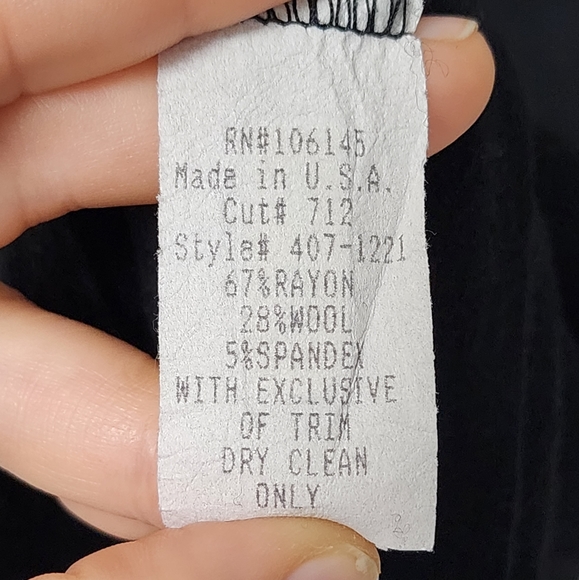 RN#106145
Made in U.S.A.
Cut# 712
Style# 407-1221
67%RAYON
28%WOOL
5%SPANDEX
WITH EXCLUSIVE
OF TRIM
DRY CLEAN
ONLY